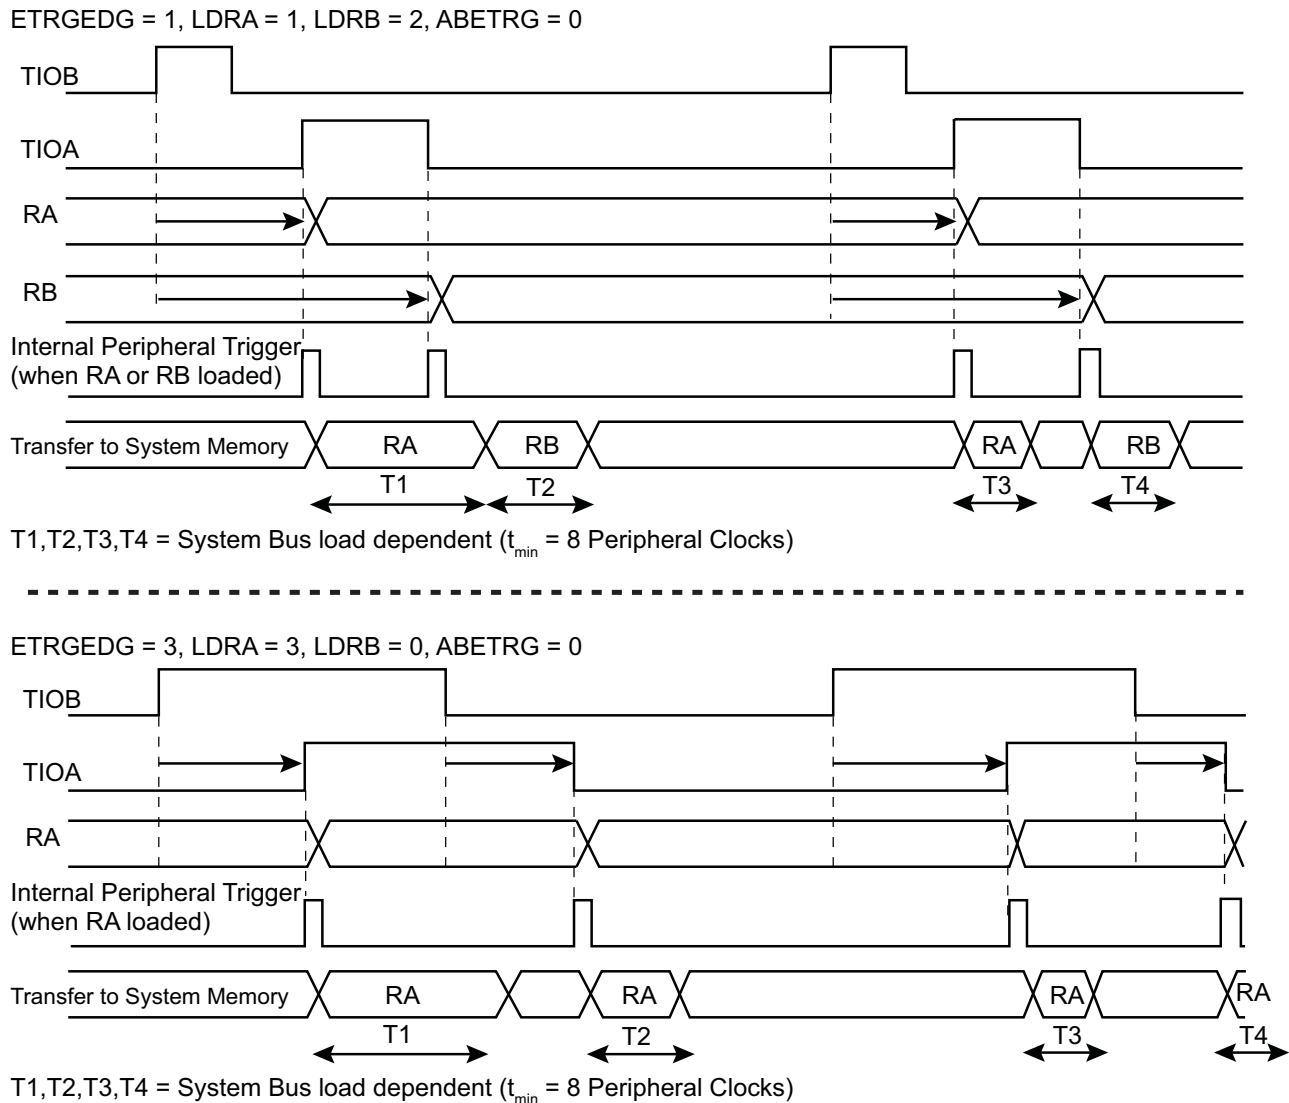 ETRGEDG = 1, LDRA = 1, LDRB = 2, ABETRG = 0
TIOB
TIOA
RA
RB
Internal Peripheral Trigger
(when RA or RB loaded)
Transfer to System Memory RA RB RA RB
T1 T2 T3 T4
T1,T2,T3,T4 = System Bus load dependent (tmin = 8 Peripheral Clocks)
ETRGEDG = 3, LDRA = 3, LDRB = 0, ABETRG = 0
TIOB
TIOA
RA
Internal Peripheral Trigger
(when RA loaded)
Transfer to System Memory RA RA RA RA
T1 T2 T3 T4
T1,T2,T3,T4 = System Bus load dependent (tmin = 8 Peripheral Clocks)